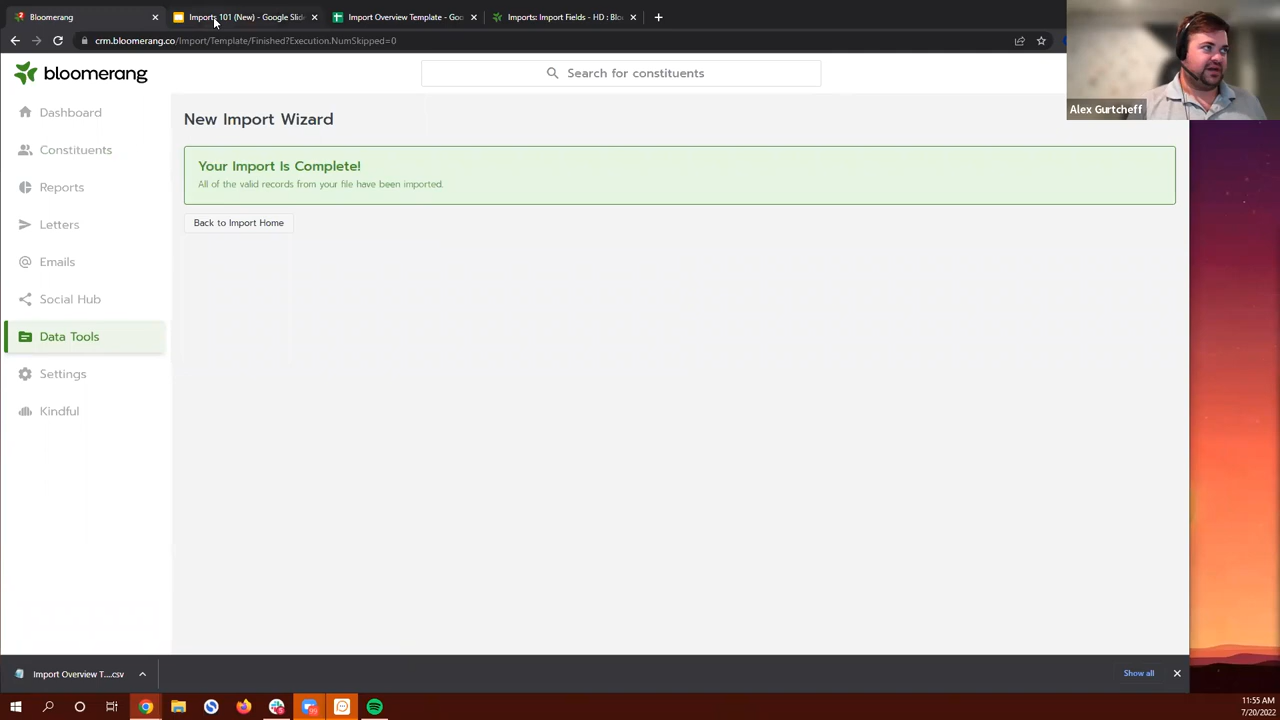 Bloomerang
Imports 101 (New) - Google Slide
Import Overview Template - Goo
Imports: Import Fields - HD : Bloo
crm.bloomerang.co/Import/Template/Finished?Execution.NumSkipped=0
bloomerang
Search for constituents
Alex Gurtcheff
Dashboard
Constituents
Reports
Letters
Emails
Social Hub
Data Tools
Settings
Kindful
New Import Wizard
Your Import Is Complete!
All of the valid records from your file have been imported.
Back to Import Home
Import Overview T....csv
Show all
11:55 AM
7/20/2022